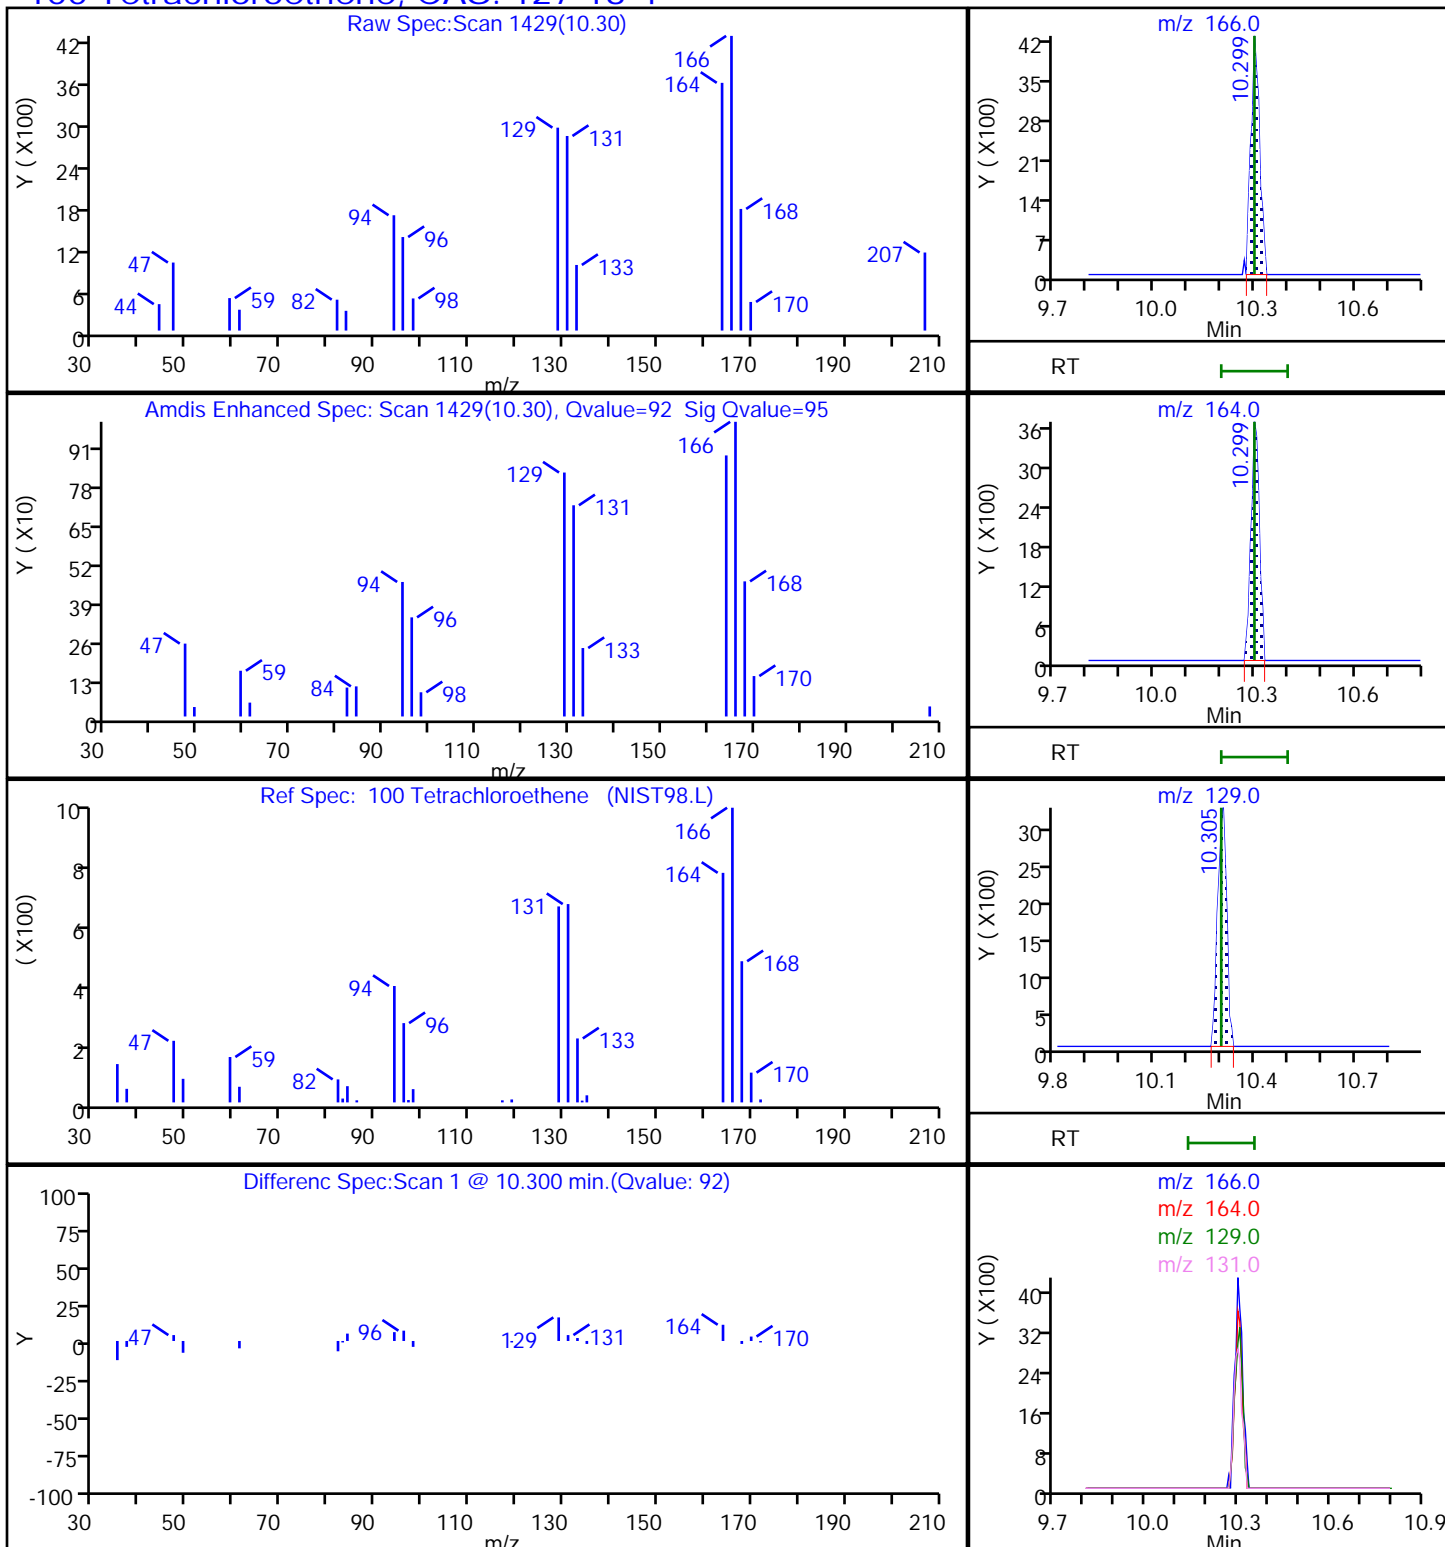 100 Tetrachloroethene, CAS: 127-18-4
Raw Spec:Scan 1429(10.30)
Y ( X100)
42
36
30
24
18
12
6
0
44
47
59
82
94
96
98
129
131
133
164
166
168
170
207
30 50 70 90 110 130 150 170 190 210
m/z
m/z 166.0
10.299
Y ( X100)
42
35
28
21
14
7
0
9.7 10.0 10.3 10.6
Min
RT
Amdis Enhanced Spec: Scan 1429(10.30), Qvalue=92 Sig Qvalue=95
Y ( X10)
91
78
65
52
39
26
13
0
47
59
84
94
96
98
129
131
133
166
168
170
30 50 70 90 110 130 150 170 190 210
m/z
m/z 164.0
10.299
Y ( X100)
36
30
24
18
12
6
0
9.7 10.0 10.3 10.6
Min
RT
Ref Spec: 100 Tetrachloroethene (NIST98.L)
( X100)
10
8
6
4
2
0
47
59
82
94
96
131
133
164
166
168
170
30 50 70 90 110 130 150 170 190 210
m/z 129.0
10.305
Y ( X100)
30
25
20
15
10
5
0
9.8 10.1 10.4 10.7
Min
RT
Differenc Spec:Scan 1 @ 10.300 min.(Qvalue: 92)
Y
100
75
50
25
0
-25
-50
-75
-100
47
96
129
131
164
170
30 50 70 90 110 130 150 170 190 210
m/z
m/z 166.0
m/z 164.0
m/z 129.0
m/z 131.0
Y ( X100)
40
32
24
16
8
0
9.7 10.0 10.3 10.6 10.9
Min